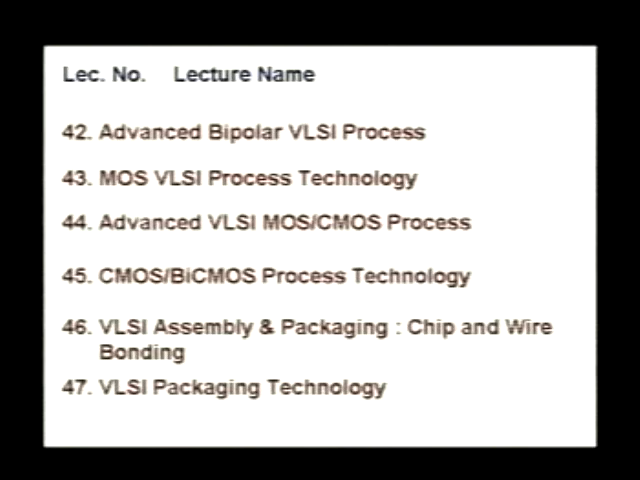 Lec. No. Lecture Name
42. Advanced Bipolar VLSI Process
43. MOS VLSI Process Technology
44. Advanced VLSI MOS/CMOS Process
45. CMOS/BiCMOS Process Technology
46. VLSI Assembly & Packaging : Chip and Wire
Bonding
47. VLSI Packaging Technology